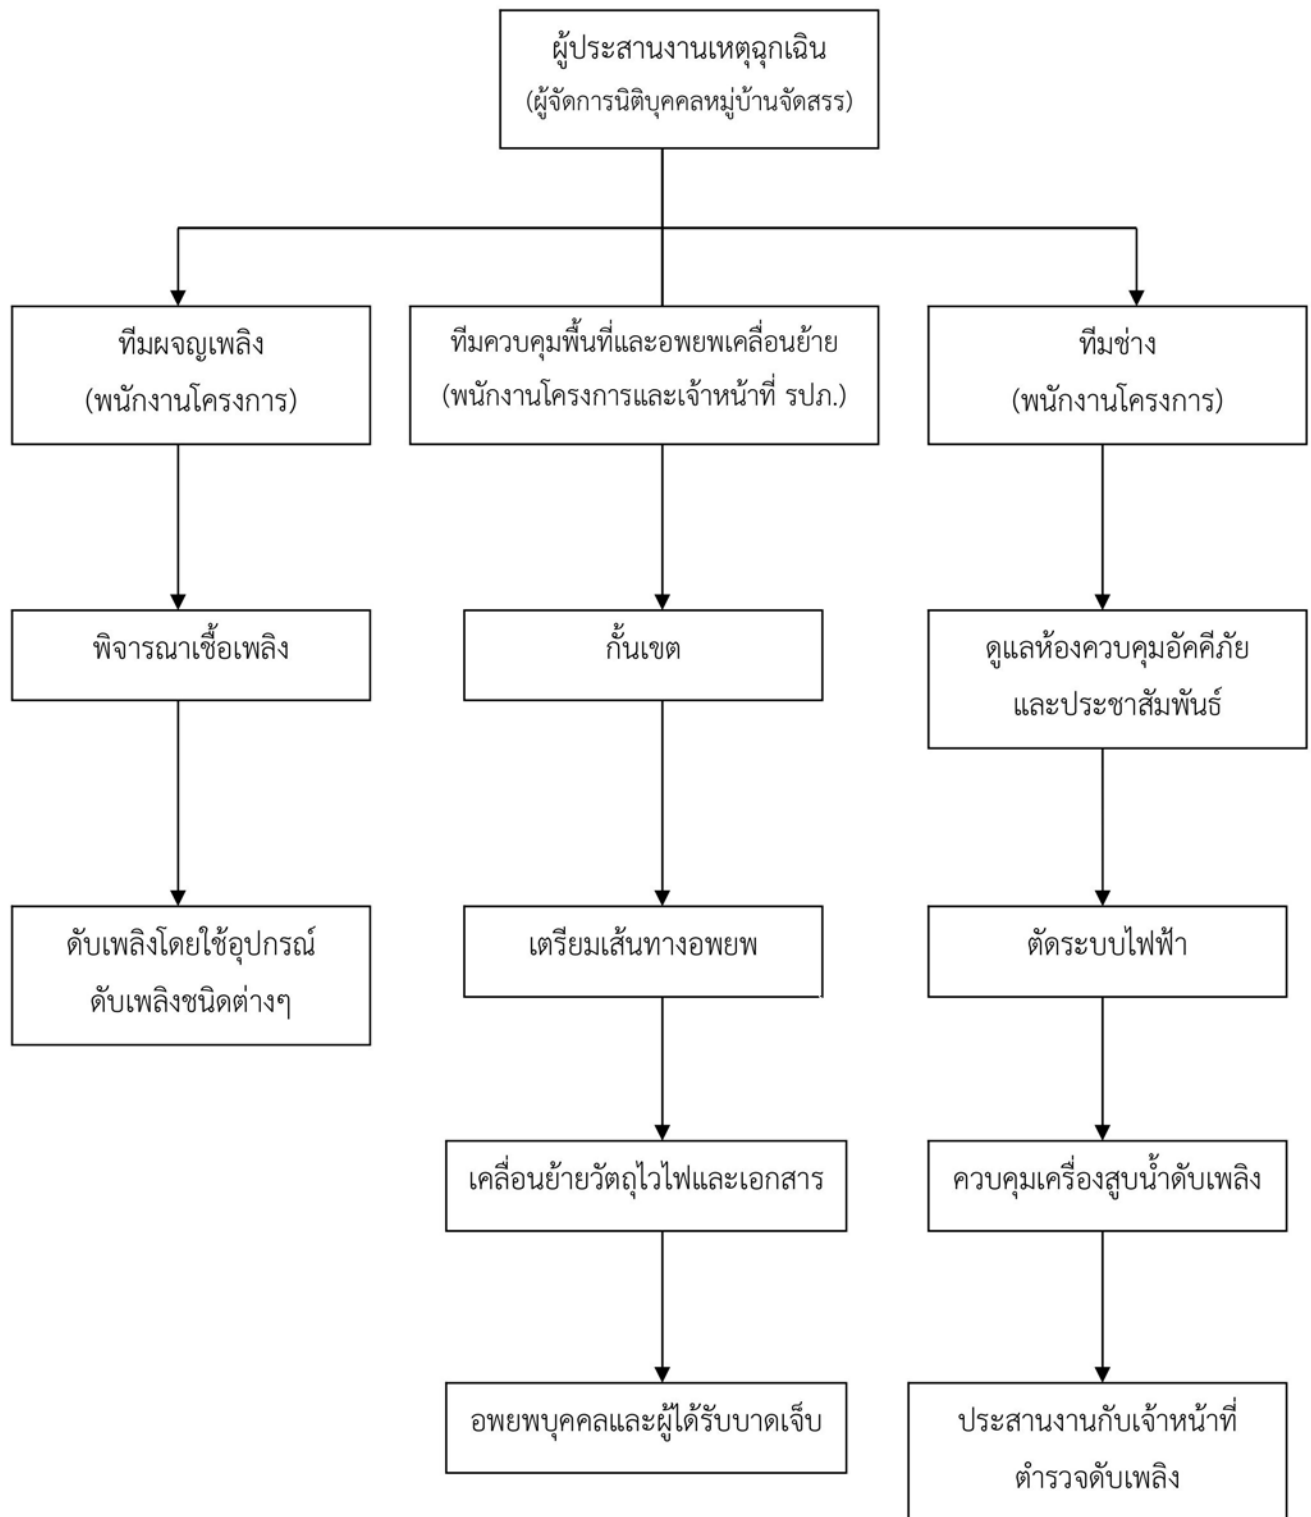 ผู้ประสานงานเหตุฉุกเฉิน
(ผู้จัดการนิติบุคคลหมู่บ้านจัดสรร)
ทีมผจญเพลิง
(พนักงานโครงการ)
ทีมควบคุมพื้นที่และอพยพเคลื่อนย้าย
(พนักงานโครงการและเจ้าหน้าที่ รปภ.)
ทีมช่าง
(พนักงานโครงการ)
พิจารณาเชื้อเพลิง
กั้นเขต
ดูแลห้องควบคุมอัคคีภัย
และประชาสัมพันธ์
ดับเพลิงโดยใช้อุปกรณ์
ดับเพลิงชนิดต่างๆ
เตรียมเส้นทางอพยพ
ตัดระบบไฟฟ้า
เคลื่อนย้ายวัตถุไวไฟและเอกสาร
ควบคุมเครื่องสูบน้ำดับเพลิง
อพยพบุคคลและผู้ได้รับบาดเจ็บ
ประสานงานกับเจ้าหน้าที่
ตำรวจดับเพลิง